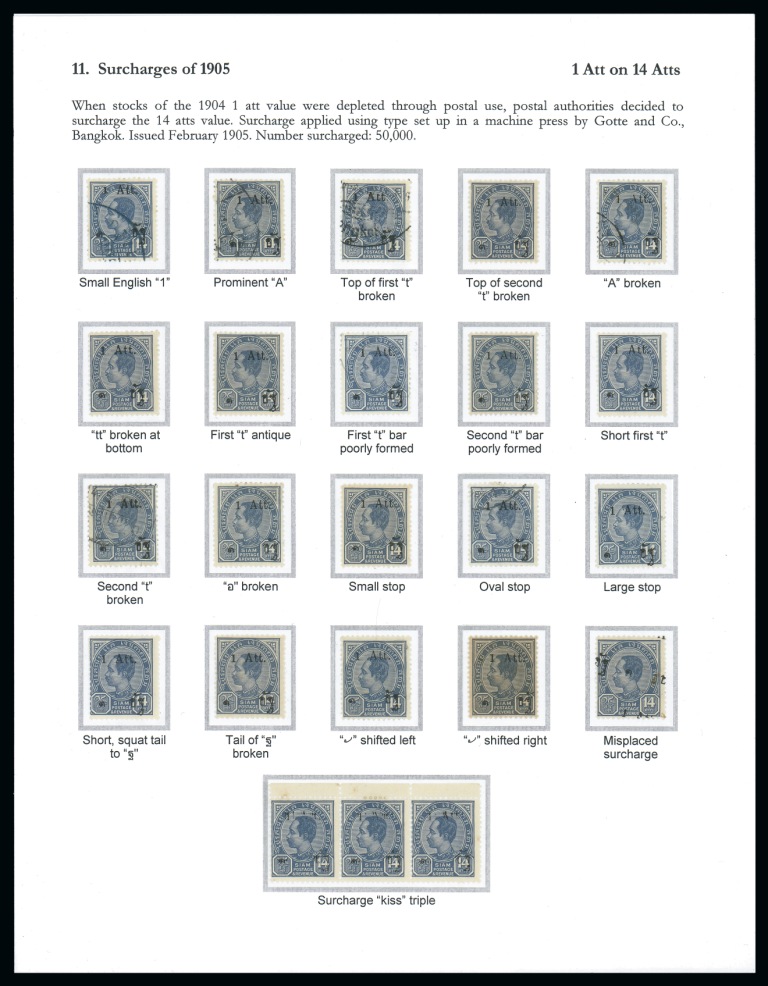 11. Surcharges of 1905
1 Att on 14 Atts
When stocks of the 1904 1 att value were depleted through postal use, postal authorities decided to
surcharge the 14 atts value. Surcharge applied using type set up in a machine press by Gotte and Co.,
Bangkok. Issued February 1905. Number surcharged: 50,000.
Small English “1”
Prominent “A”
Top of first “t”
broken
Top of second
“t” broken
“A” broken
“tt” broken at
bottom
First “t” antique
First “t” bar
poorly formed
Second “t” bar
poorly formed
Short first “t”
Second “t”
broken
“อ” broken
Small stop
Oval stop
Large stop
Short, squat tail
to “ฐ”
Tail of “ฐ”
broken
shifted left
shifted right
Misplaced
surcharge
Surcharge “kiss” triple